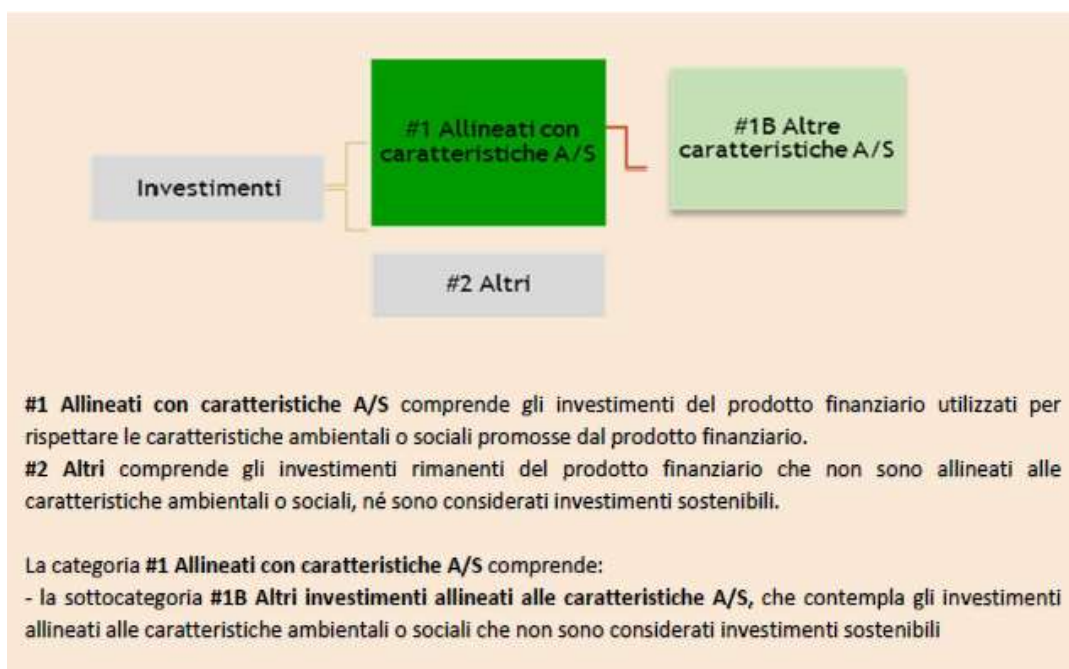 #1 Allineati con
caratteristiche A/S
#1B Altre
caratteristiche A/S
Investimenti
#2 Altri
#1 Allineati con caratteristiche A/S comprende gli investimenti del prodotto finanziario utilizzati per
rispettare le caratteristiche ambientali o sociali promosse dal prodotto finanziario.
#2 Altri comprende gli investimenti rimanenti del prodotto finanziario che non sono allineati alle
caratteristiche ambientali o sociali, né sono considerati investimenti sostenibili.
La categoria #1 Allineati con caratteristiche A/S comprende:
- la sottocategoria #1B Altri investimenti allineati alle caratteristiche A/S, che contempla gli investimenti
allineati alle caratteristiche ambientali o sociali che non sono considerati investimenti sostenibili